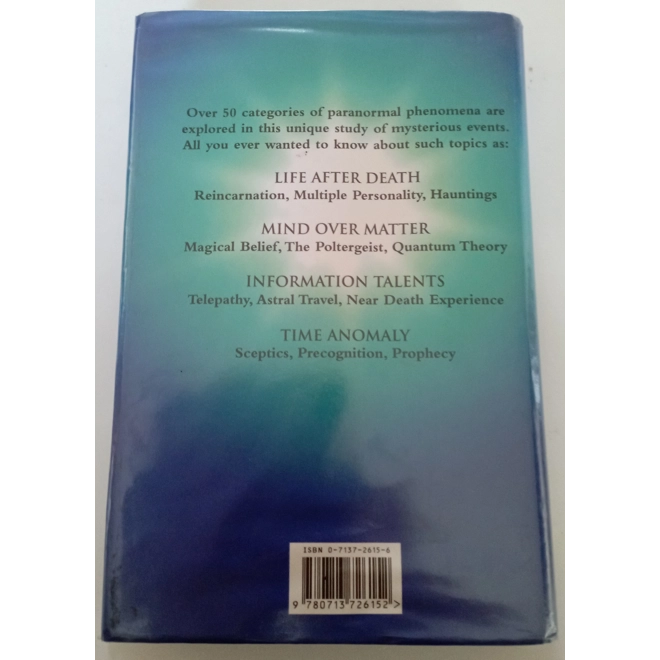 Over 50 categories of paranormal phenomena are
explored in this unique study of mysterious events.
All you ever wanted to know about such topics as:
LIFE AFTER DEATH
Reincarnation, Multiple Personality, Hauntings
MIND OVER MATTER
Magical Belief, The Poltergeist, Quantum Theory
INFORMATION TALENTS
Telepathy, Astral Travel, Near Death Experience
TIME ANOMALY
Sceptics, Precognition, Prophecy
ISBN 0-7137-2615-6
9 780713 726152 >